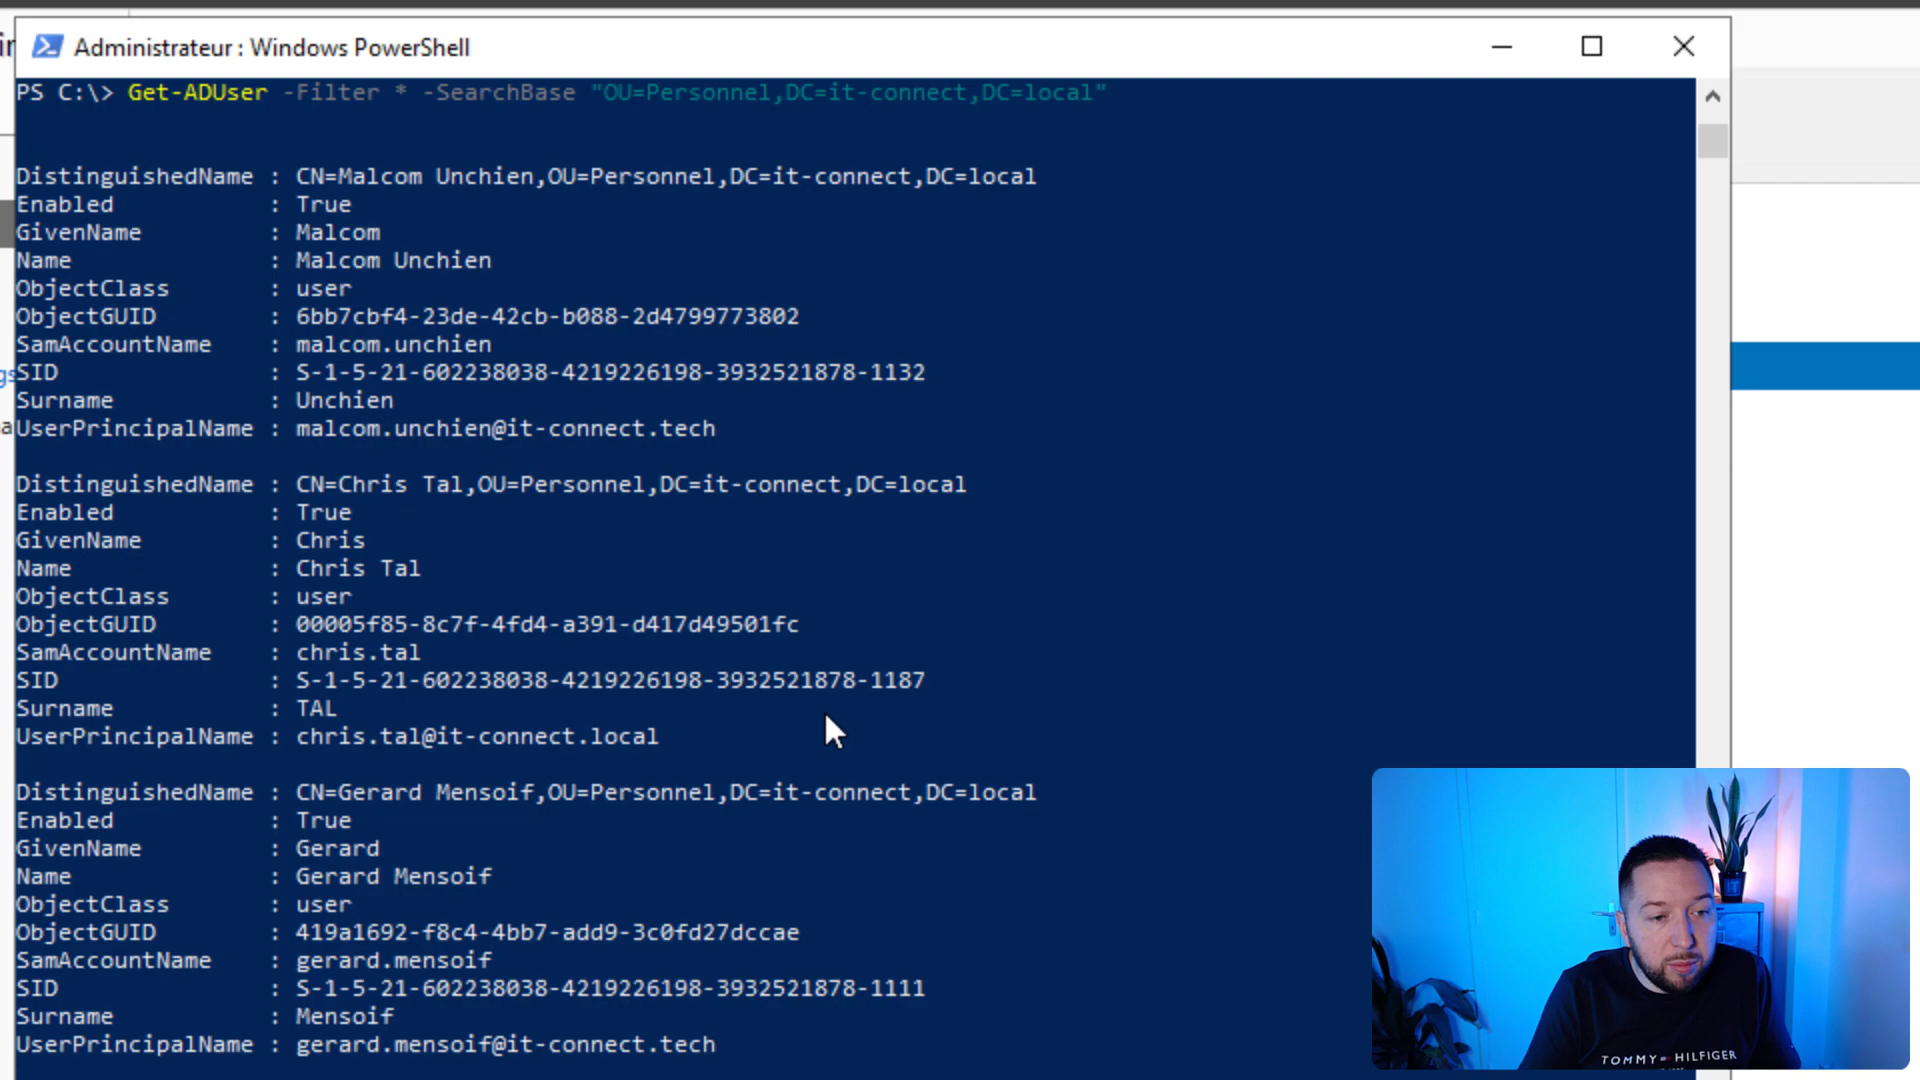 Administrateur : Windows PowerShell
PS C:\> Get-ADUser -Filter * -SearchBase "OU=Personnel,DC=it-connect,DC=local"
DistinguishedName : CN=Malcom Unchien,OU=Personnel,DC=it-connect,DC=local
Enabled : True
GivenName : Malcom
Name : Malcom Unchien
ObjectClass : user
ObjectGUID : 6bb7cbf4-23de-42cb-b088-2d4799773802
SamAccountName : malcom.unchien
SID : S-1-5-21-602238038-4219226198-3932521878-1132
Surname : Unchien
UserPrincipalName : malcom.unchien@it-connect.tech
DistinguishedName : CN=Chris Tal,OU=Personnel,DC=it-connect,DC=local
Enabled : True
GivenName : Chris
Name : Chris Tal
ObjectClass : user
ObjectGUID : 00005f85-8c7f-4fd4-a391-d417d49501fc
SamAccountName : chris.tal
SID : S-1-5-21-602238038-4219226198-3932521878-1187
Surname : TAL
UserPrincipalName : chris.tal@it-connect.local
DistinguishedName : CN=Gerard Mensoif,OU=Personnel,DC=it-connect,DC=local
Enabled : True
GivenName : Gerard
Name : Gerard Mensoif
ObjectClass : user
ObjectGUID : 419a1692-f8c4-4bb7-add9-3c0fd27dccae
SamAccountName : gerard.mensoif
SID : S-1-5-21-602238038-4219226198-3932521878-1111
Surname : Mensoif
UserPrincipalName : gerard.mensoif@it-connect.tech
TOMMY HILFIGER